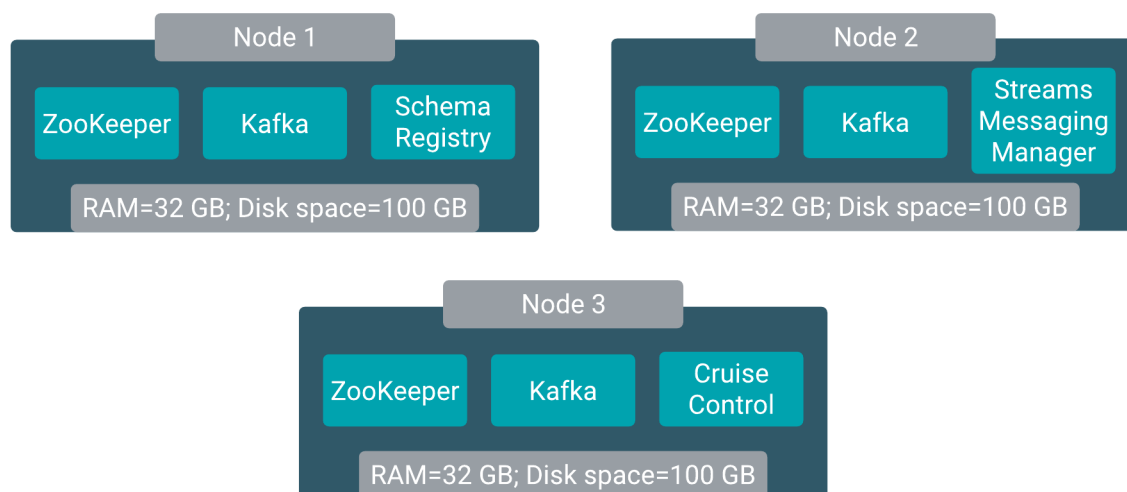 Node 1
ZooKeeper
Kafka
Schema
Registry
RAM=32 GB; Disk space=100 GB
Node 2
ZooKeeper
Kafka
Streams
Messaging
Manager
RAM=32 GB; Disk space=100 GB
Node 3
ZooKeeper
Kafka
Cruise
Control
RAM=32 GB; Disk space=100 GB